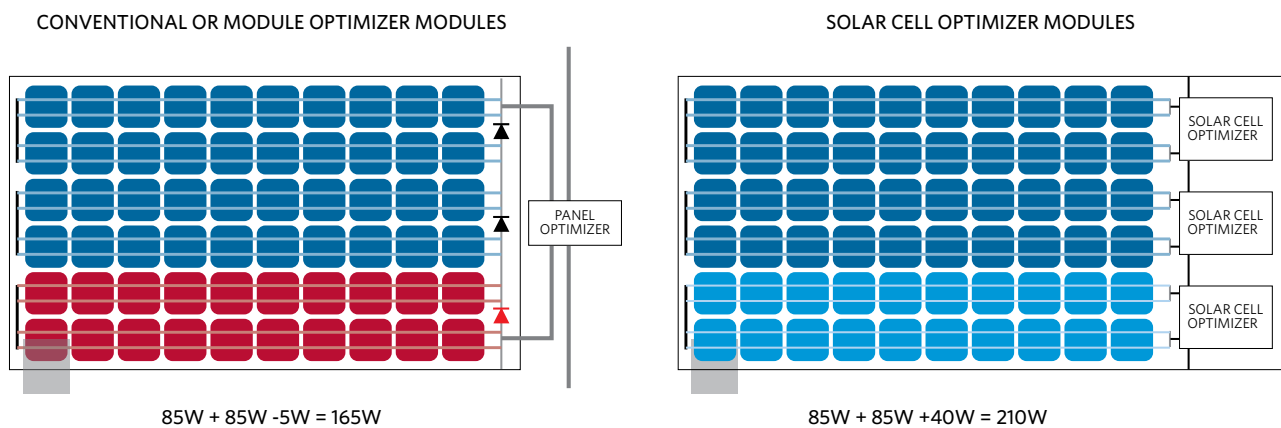 CONVENTIONAL OR MODULE OPTIMIZER MODULES
PANEL
OPTIMIZER
85W + 85W -5W = 165W
SOLAR CELL OPTIMIZER MODULES
SOLAR CELL
OPTIMIZER
SOLAR CELL
OPTIMIZER
SOLAR CELL
OPTIMIZER
85W + 85W +40W = 210W